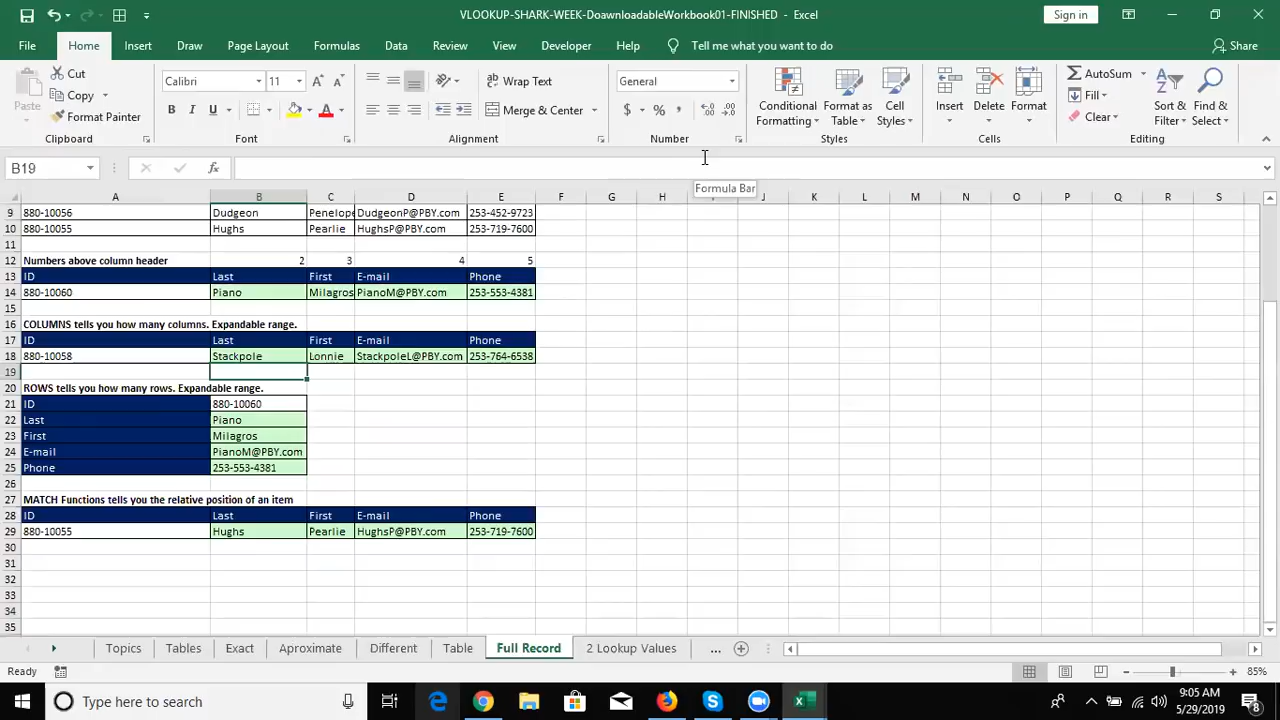 VLOOKUP-SHARK-WEEK-DoawnloadableWorkbook01-FINISHED - Excel
Sign in
File Home Insert Draw Page Layout Formulas Data Review View Developer Help Tell me what you want to do Share
Paste Cut Copy Format Painter
Calibri 11 B I U A
Wrap Text Merge & Center
General $ % ,
Conditional Formatting Format as Table Cell Styles
Insert Delete Format
AutoSum Fill Clear Sort & Filter Find & Select
Clipboard Font Alignment Number Styles Cells Editing
B19 fx
Formula Bar
A B C D E F G H I J K L M N O P Q R S
9 880-10056 Dudgeon Penelope DudgeonP@PBY.com 253-452-9723
10 880-10055 Hughs Pearlie HughsP@PBY.com 253-719-7600
11
12 Numbers above column header 2 3 4 5
13 ID Last First E-mail Phone
14 880-10060 Piano Milagros PianoM@PBY.com 253-553-4381
15
16 COLUMNS tells you how many columns. Expandable range.
17 ID Last First E-mail Phone
18 880-10058 Stackpole Lonnie StackpoleL@PBY.com 253-764-6538
19
20 ROWS tells you how many rows. Expandable range.
21 ID 880-10060
22 Last Piano
23 First Milagros
24 E-mail PianoM@PBY.com
25 Phone 253-553-4381
26
27 MATCH Functions tells you the relative position of an item
28 ID Last First E-mail Phone
29 880-10055 Hughs Pearlie HughsP@PBY.com 253-719-7600
30
31
32
33
34
35
Topics Tables Exact Aproximate Different Table Full Record 2 Lookup Values ...
Ready 85%
Type here to search
9:05 AM
5/29/2019